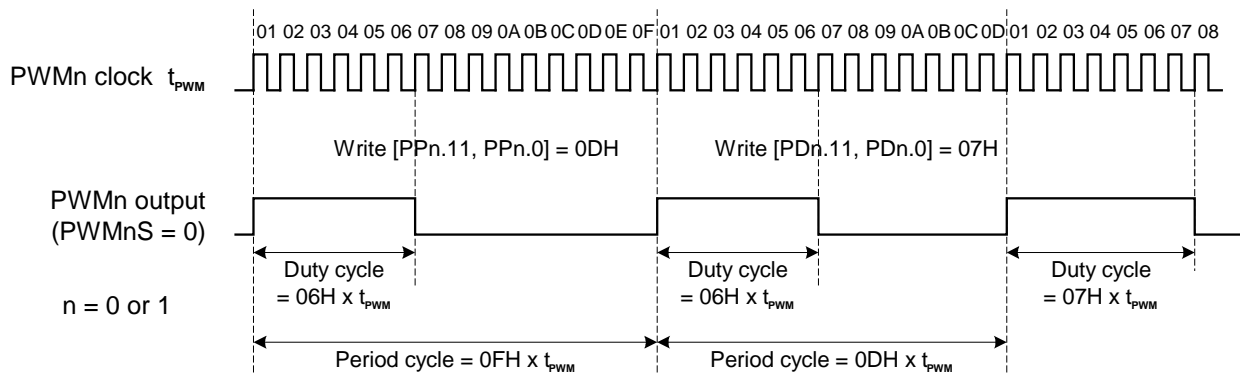 01 02 03 04 05 06 07 08 09 0A 0B 0C 0D 0E 0F 01 02 03 04 05 06 07 08 09 0A 0B 0C 0D 01 02 03 04 05 06 07 08
PWMn clock tPWM
Write [PPn.11, PPn.0] = 0DH
Write [PDn.11, PDn.0] = 07H
PWMn output
(PWMnS = 0)
Duty cycle
= 06H x tPWM
Duty cycle
= 06H x tPWM
Duty cycle
= 07H x tPWM
n = 0 or 1
Period cycle = 0FH x tPWM
Period cycle = 0DH x tPWM